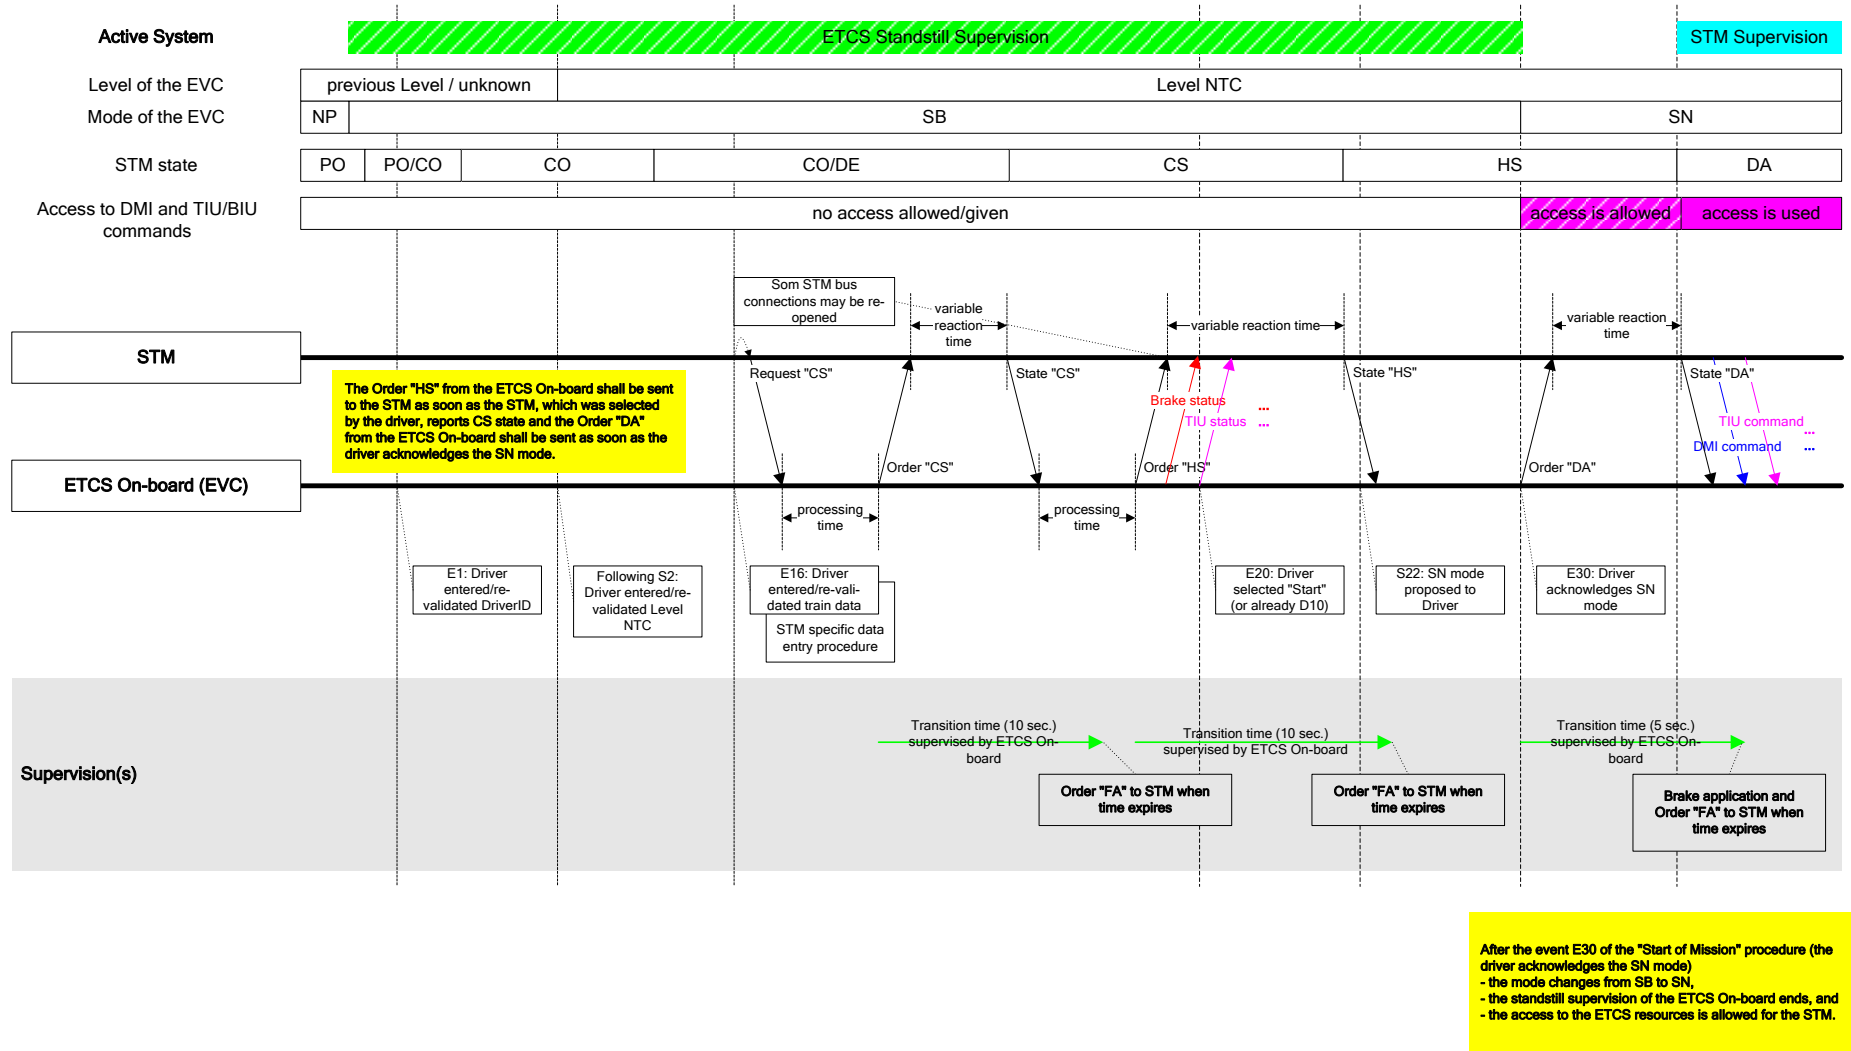 Active System
ETCS Standstill Supervision
STM Supervision
Level of the EVC
previous Level / unknown
Level NTC
Mode of the EVC
NP
SB
SN
STM state
PO
PO/CO
CO
CO/DE
CS
HS
DA
Access to DMI and TIU/BIU
commands
no access allowed/given
access is allowed
access is used
Som STM bus
connections may be re-
opened
variable
reaction
time
variable reaction time
variable reaction
time
STM
Request "CS"
State "CS"
State "HS"
State "DA"
The Order "HS" from the ETCS On-board shall be sent
to the STM as soon as the STM, which was selected
by the driver, reports CS state and the Order "DA"
from the ETCS On-board shall be sent as soon as the
driver acknowledges the SN mode.
Brake status
...
TIU status
...
TIU command
...
DMI command
...
Order "CS"
Order "HS"
Order "DA"
ETCS On-board (EVC)
processing
time
processing
time
E1: Driver
entered/re-
validated DriverID
Following S2:
Driver entered/re-
validated Level
NTC
E16: Driver
entered/re-vali-
dated train data
STM specific data
entry procedure
E20: Driver
selected "Start"
(or already D10)
S22: SN mode
proposed to
Driver
E30: Driver
acknowledges SN
mode
Supervision(s)
Transition time (10 sec.)
supervised by ETCS On-
board
Transition time (10 sec.)
supervised by ETCS On-board
Transition time (5 sec.)
supervised by ETCS On-
board
Order "FA" to STM when
time expires
Order "FA" to STM when
time expires
Brake application and
Order "FA" to STM when
time expires
After the event E30 of the "Start of Mission" procedure (the
driver acknowledges the SN mode)
- the mode changes from SB to SN,
- the standstill supervision of the ETCS On-board ends, and
- the access to the ETCS resources is allowed for the STM.